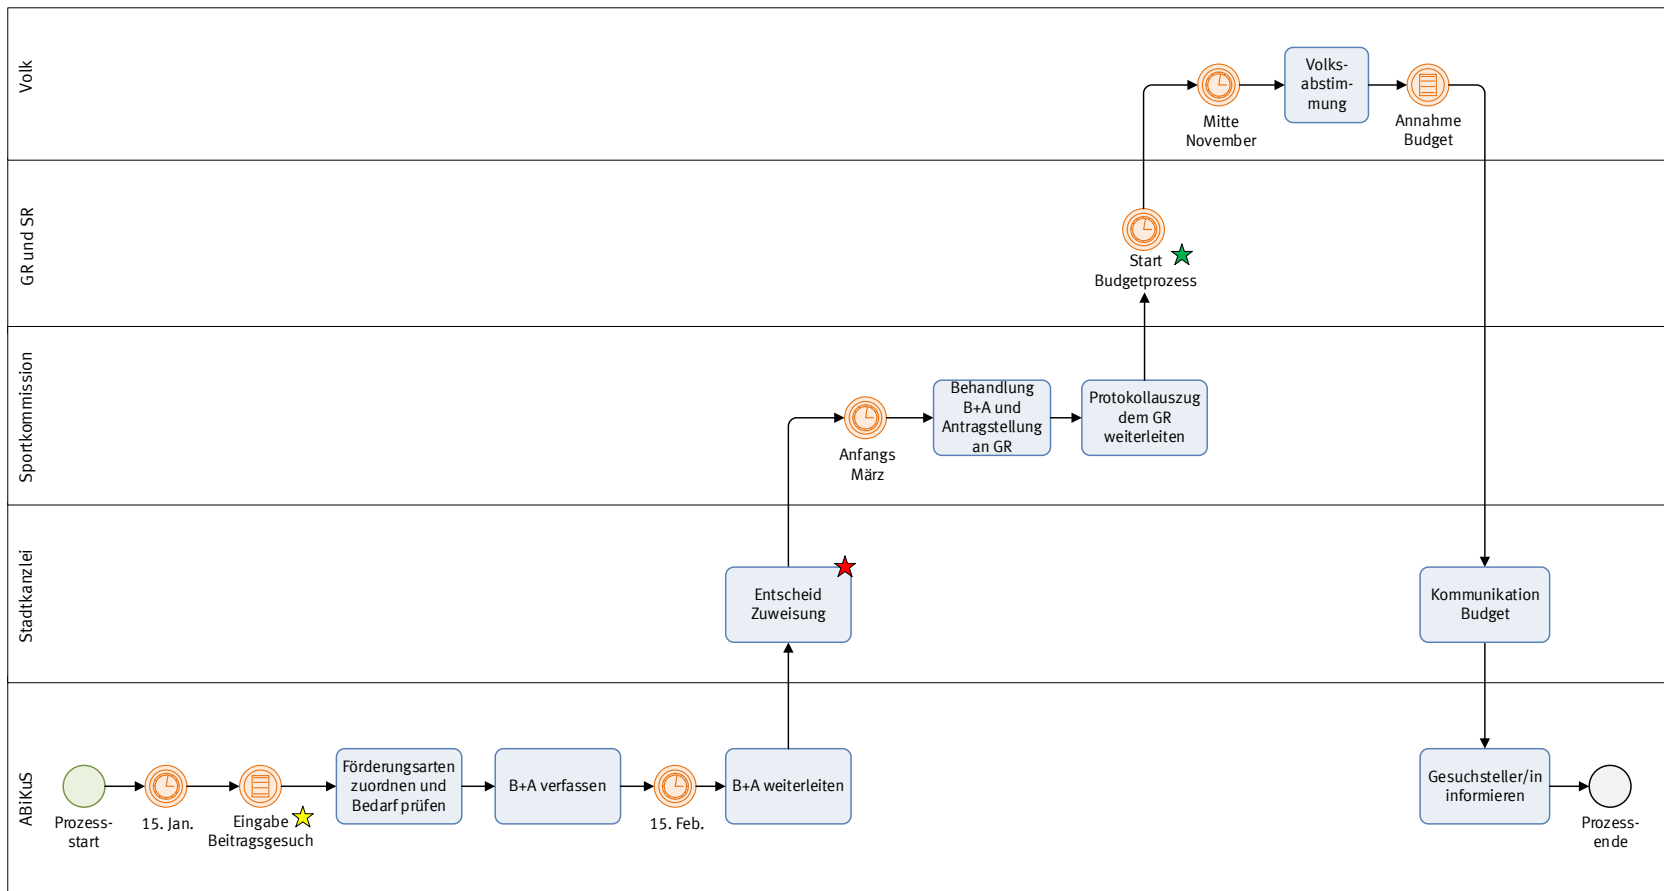 Volk
Mitte
November
Volks-
abstim-
mung
Annahme
Budget
GR und SR
Start
Budgetprozess
Sportkommission
Anfangs
März
Behandlung
B+A und
Antragstellung
an GR
Protokollauszug
dem GR
weiterleiten
Stadtkanzlei
Entscheid
Zuweisung
Kommunikation
Budget
ABiKuS
Prozess-
start
15. Jan.
Eingabe
Beitragsgesuch
Förderungsarten
zuordnen und
Bedarf prüfen
B+A verfassen
15. Feb.
B+A weiterleiten
Gesuchsteller/in
informieren
Prozess-
ende